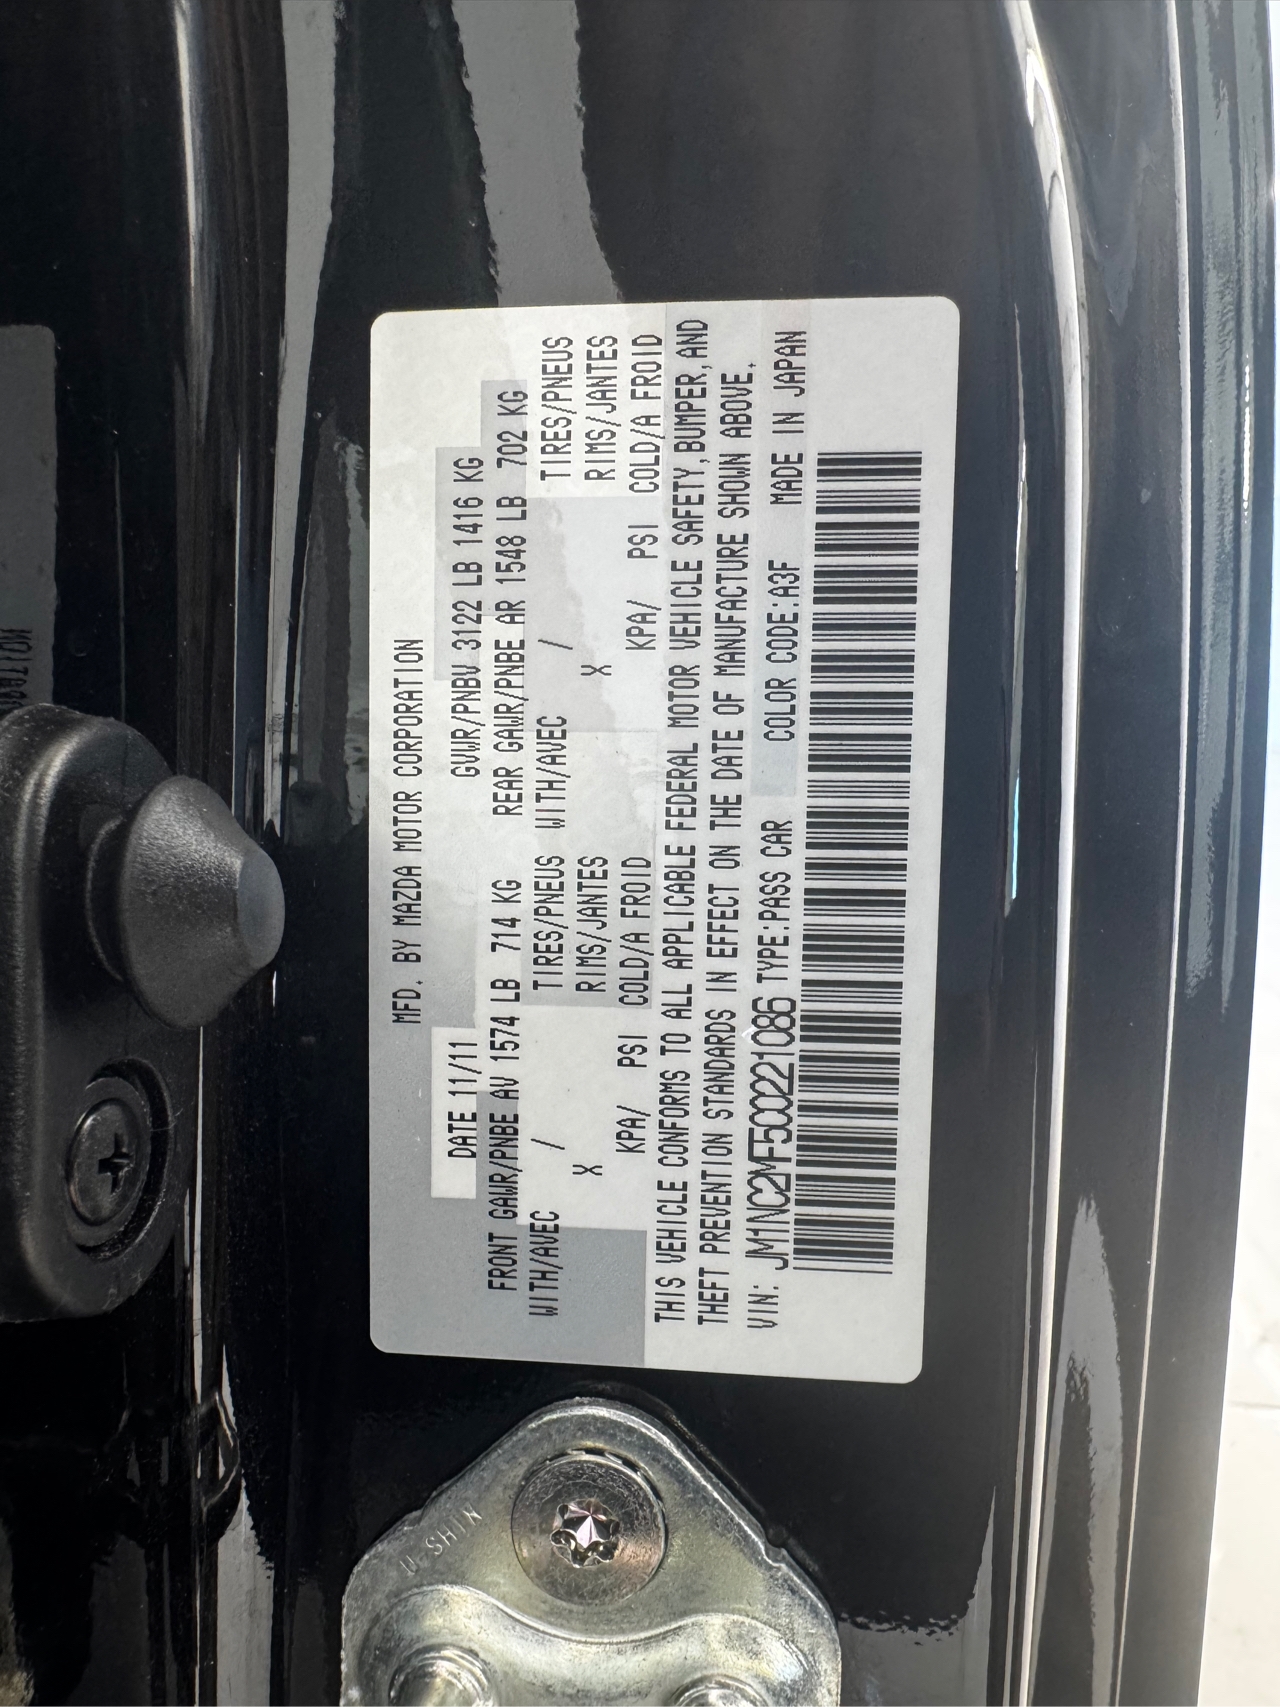 MFD. BY MAZDA MOTOR CORPORATION
DATE 11/11 GVWR/PNBV 3122 LB 1416 KG
FRONT GAWR/PNBE AV 1574 LB 714 KG REAR GAWR/PNBE AR 1548 LB 702 KG
WITH/AVEC / TIRES/PNEUS WITH/AVEC / TIRES/PNEUS
X RIMS/JANTES X RIMS/JANTES
KPA/ PSI COLD/A FROID KPA/ PSI COLD/A FROID
THIS VEHICLE CONFORMS TO ALL APPLICABLE FEDERAL MOTOR VEHICLE SAFETY,BUMPER,AND
THEFT PREVENTION STANDARDS IN EFFECT ON THE DATE OF MANUFACTURE SHOWN ABOVE.
VIN: JM1NC2MF500221086 TYPE:PASS CAR COLOR CODE:A3F MADE IN JAPAN
U-SHIN